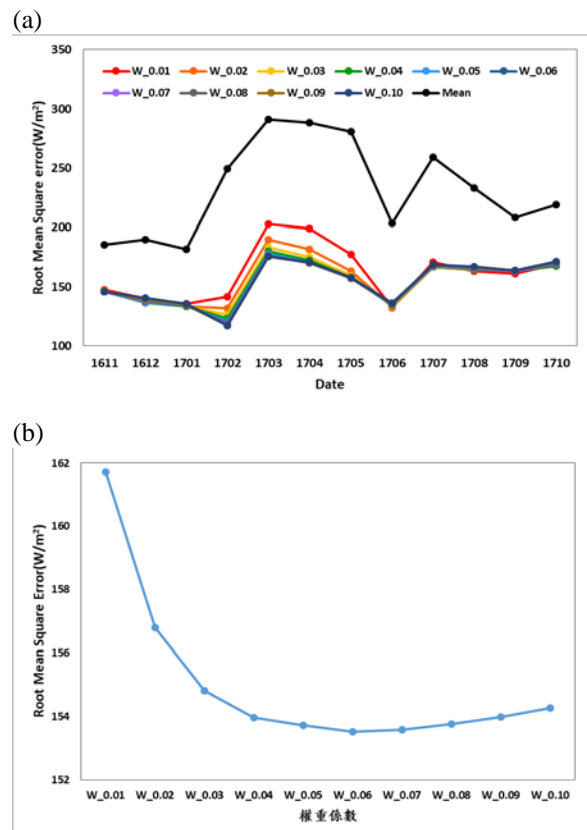 (a)
350
300
250
200
150
100
Root Mean Square error(W/m²)
W_0.01 W_0.02 W_0.03 W_0.04 W_0.05 W_0.06
W_0.07 W_0.08 W_0.09 W_0.10 Mean
1611 1612 1701 1702 1703 1704 1705 1706 1707 1708 1709 1710
Date
(b)
162
160
158
156
154
152
Root Mean Square Error(W/m²)
W_0.01 W_0.02 W_0.03 W_0.04 W_0.05 W_0.06 W_0.07 W_0.08 W_0.09 W_0.10
權重係數